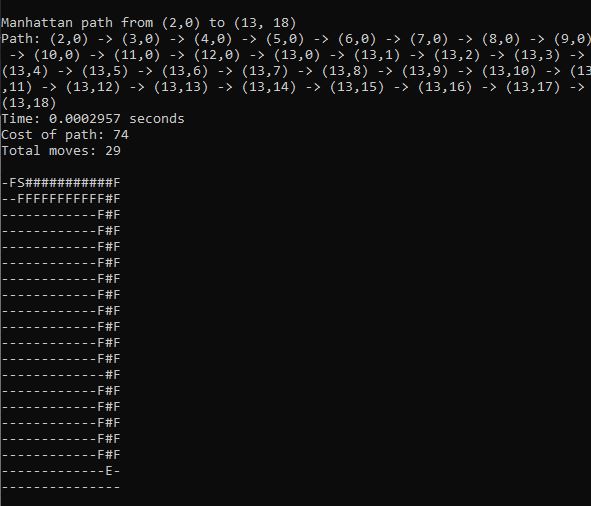 Manhattan path from (2,0) to (13, 18)
Path: (2,0) -> (3,0) -> (4,0) -> (5,0) -> (6,0) -> (7,0) -> (8,0) -> (9,0)
 -> (10,0) -> (11,0) -> (12,0) -> (13,0) -> (13,1) -> (13,2) -> (13,3) ->
(13,4) -> (13,5) -> (13,6) -> (13,7) -> (13,8) -> (13,9) -> (13,10) -> (13
,11) -> (13,12) -> (13,13) -> (13,14) -> (13,15) -> (13,16) -> (13,17) ->
(13,18)
Time: 0.0002957 seconds
Cost of path: 74
Total moves: 29
-FS###########F
--FFFFFFFFFFF#F
------------F#F
------------F#F
------------F#F
------------F#F
------------F#F
------------F#F
------------F#F
------------F#F
------------F#F
------------F#F
-------------#F
------------F#F
------------F#F
------------F#F
------------F#F
------------F#F
-------------E-
---------------